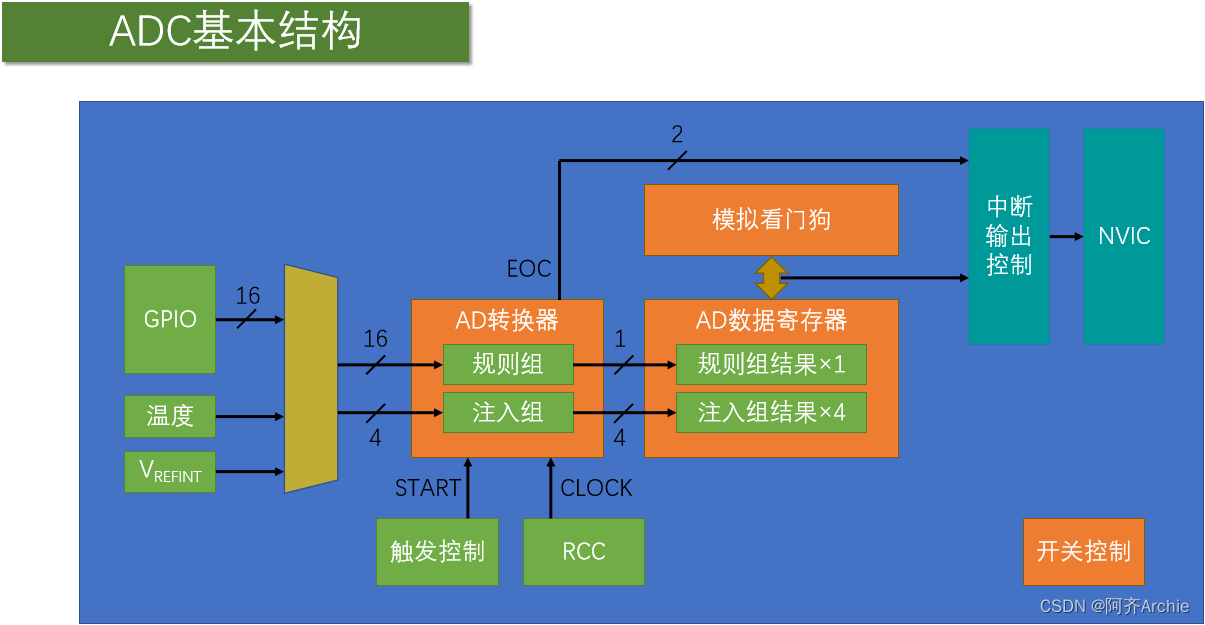 ADC基本结构
2
模拟看门狗
中断
输出
控制
NVIC
EOC
GPIO
16
温度
VREFINT
16
4
AD转换器
规则组
注入组
1
4
AD数据寄存器
规则组结果×1
注入组结果×4
START
CLOCK
触发控制
RCC
开关控制
CSDN @阿齐Archie